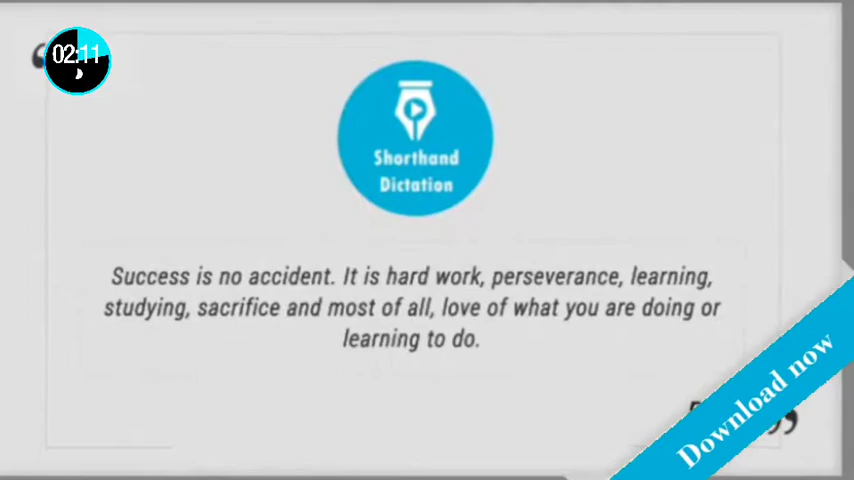 02:11
Shorthand
Dictation
Success is no accident. It is hard work, perseverance, learning,
studying, sacrifice and most of all, love of what you are doing or
learning to do.
Download now